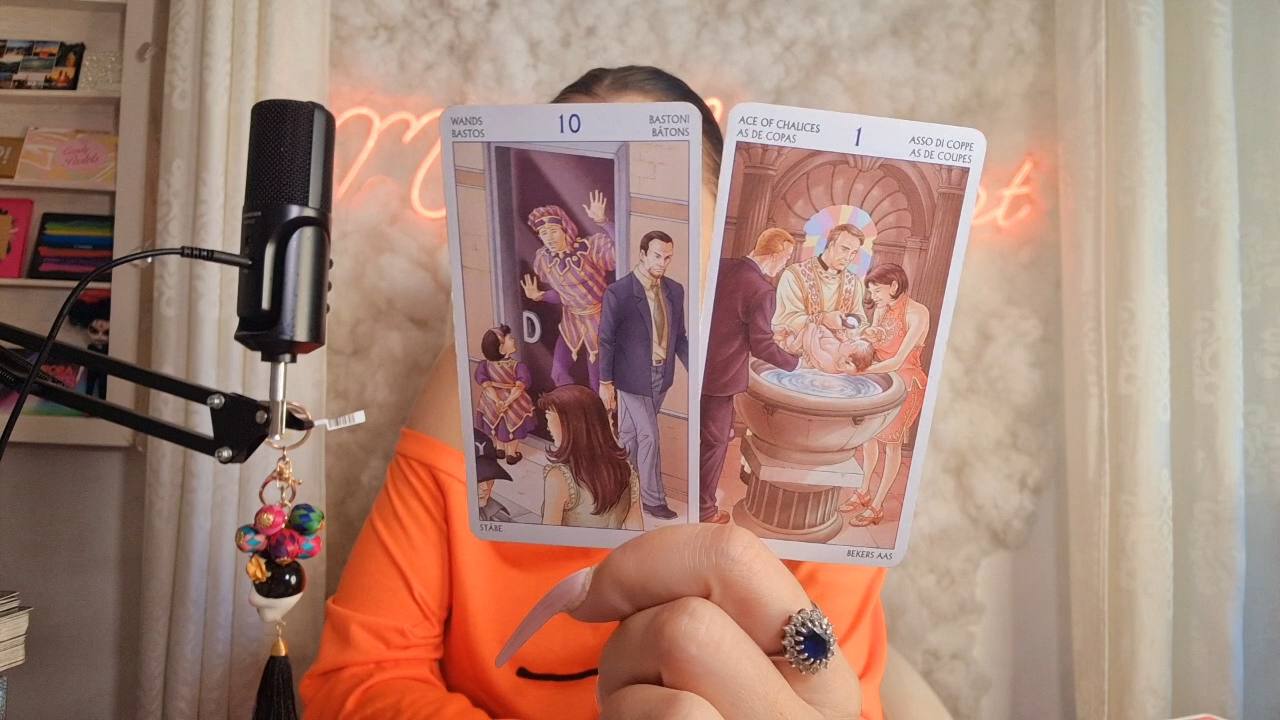 WANDS
BASTOS
10
BASTONI
BÂTONS
D
Y
STÄBE
ACE OF CHALICES
AS DE COPAS
1
ASSO DI COPPE
AS DE COUPES
BEKERS AAS